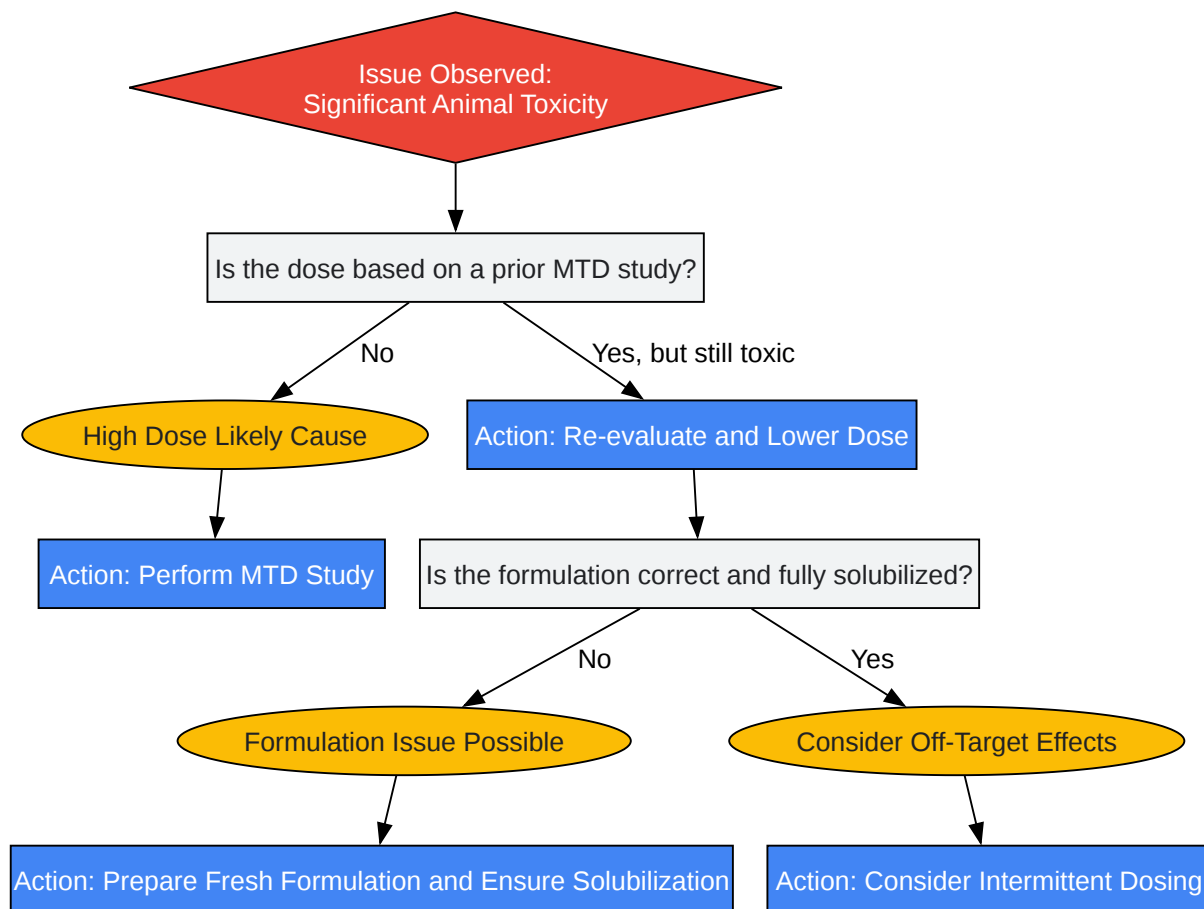 Issue Observed:
Significant Animal Toxicity
Is the dose based on a prior MTD study?
No
Yes, but still toxic
High Dose Likely Cause
Action: Re-evaluate and Lower Dose
Action: Perform MTD Study
Is the formulation correct and fully solubilized?
No
Yes
Formulation Issue Possible
Consider Off-Target Effects
Action: Prepare Fresh Formulation and Ensure Solubilization
Action: Consider Intermittent Dosing